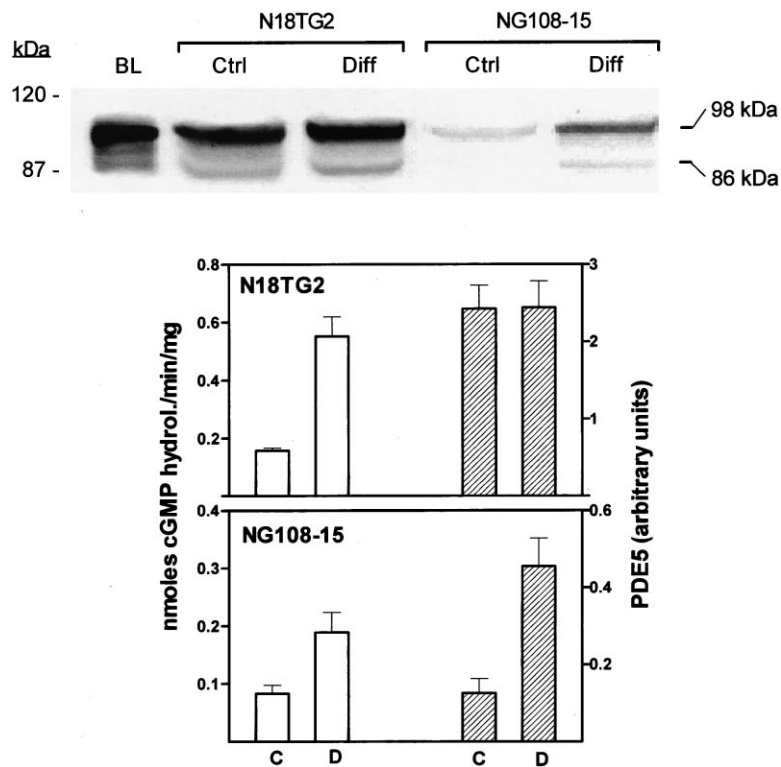 N18TG2 NG108-15
kDa BL Ctrl Diff Ctrl Diff
120 -
98 kDa
87 -
86 kDa
0.8 3
N18TG2
0.6
2
0.4
1
0.2
0.4 0.6
NG108-15
0.3
0.4
0.2
0.2
0.1
C D C D
nmoles cGMP hydrol./min/mg
PDE5 (arbitrary units)